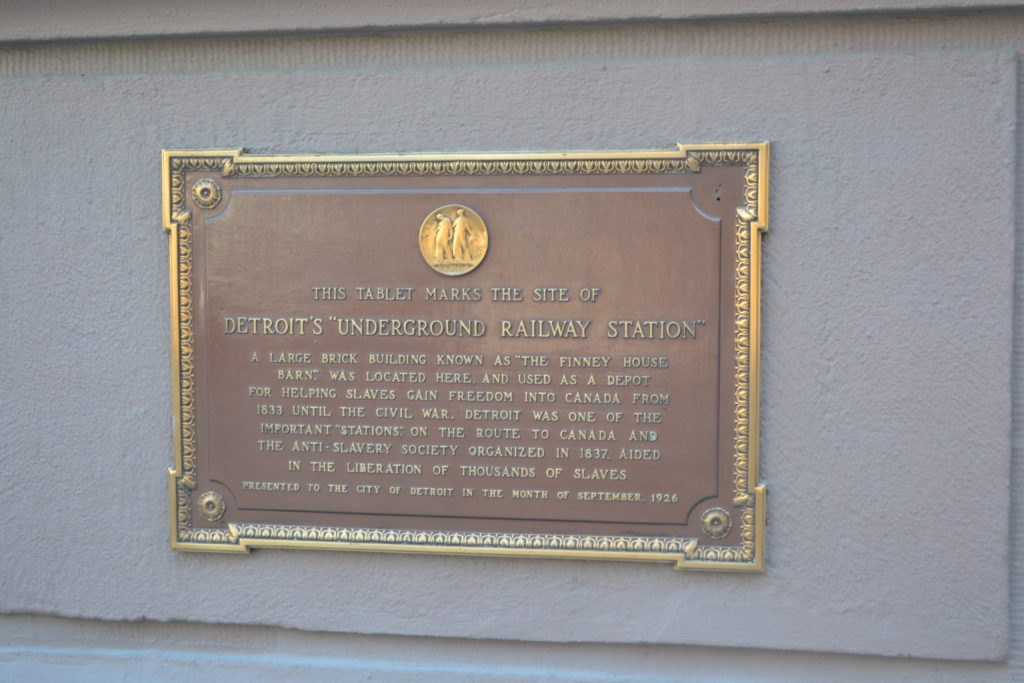 THIS TABLET MARKS THE SITE OF
DETROIT'S "UNDERGROUND RAILWAY STATION"
A LARGE BRICK BUILDING KNOWN AS "THE FINNEY HOUSE
BARN," WAS LOCATED HERE, AND USED AS A DEPOT
FOR HELPING SLAVES GAIN FREEDOM INTO CANADA FROM
1833 UNTIL THE CIVIL WAR. DETROIT WAS ONE OF THE
IMPORTANT "STATIONS," ON THE ROUTE TO CANADA AND
THE ANTI-SLAVERY SOCIETY ORGANIZED IN 1837, AIDED
IN THE LIBERATION OF THOUSANDS OF SLAVES
PRESENTED TO THE CITY OF DETROIT IN THE MONTH OF SEPTEMBER, 1926